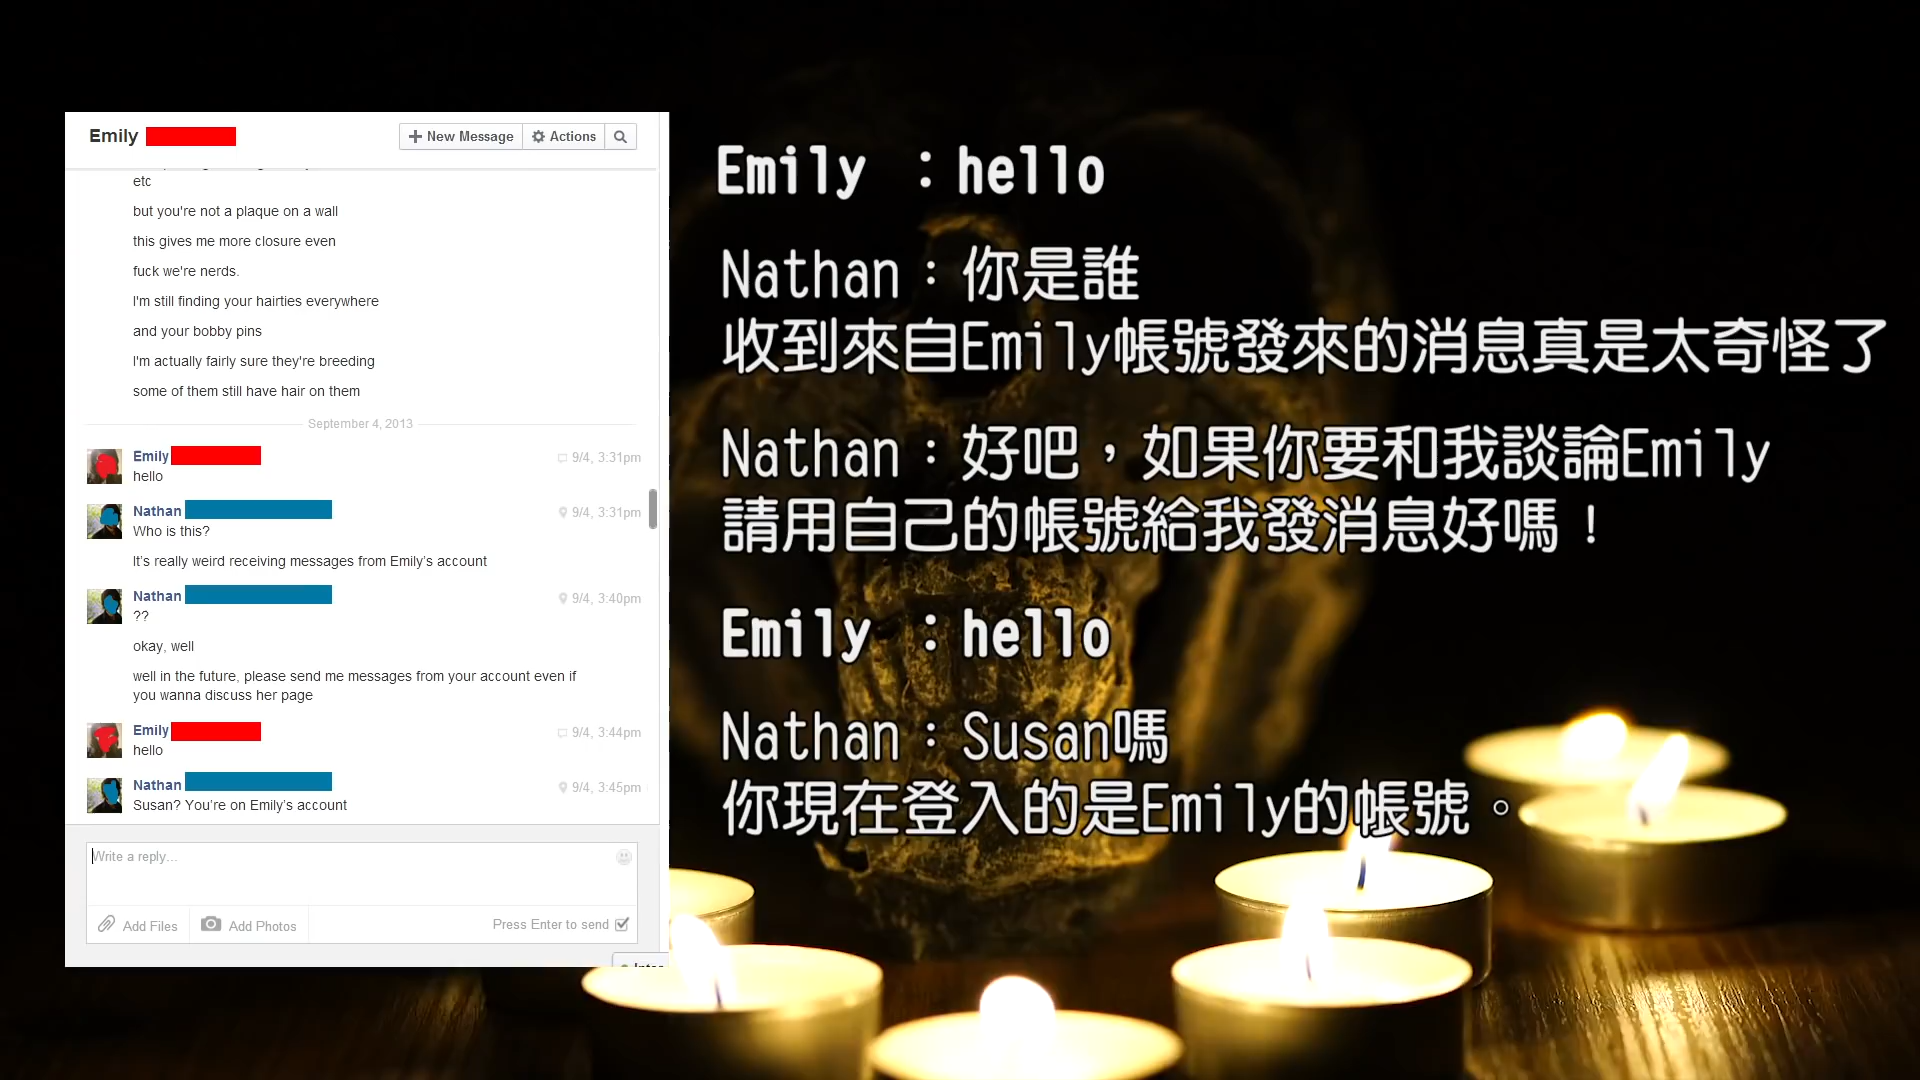 Emily
New Message
Actions
etc
but you're not a plaque on a wall
this gives me more closure even
fuck we're nerds.
I'm still finding your hairties everywhere
and your bobby pins
I'm actually fairly sure they're breeding
some of them still have hair on them
September 4, 2013
Emily 9/4, 3:31pm
hello
Nathan 9/4, 3:31pm
Who is this?
It's really weird receiving messages from Emily's account
Nathan 9/4, 3:40pm
??
okay, well
well in the future, please send me messages from your account even if
you wanna discuss her page
Emily 9/4, 3:44pm
hello
Nathan 9/4, 3:45pm
Susan? You're on Emily's account
Write a reply...
Add Files
Add Photos
Press Enter to send
Emily ：hello
Nathan：你是誰
收到來自Emily帳號發來的消息真是太奇怪了
Nathan：好吧，如果你要和我談論Emily
請用自己的帳號給我發消息好嗎！
Emily ：hello
Nathan：Susan嗎
你現在登入的是Emily的帳號。